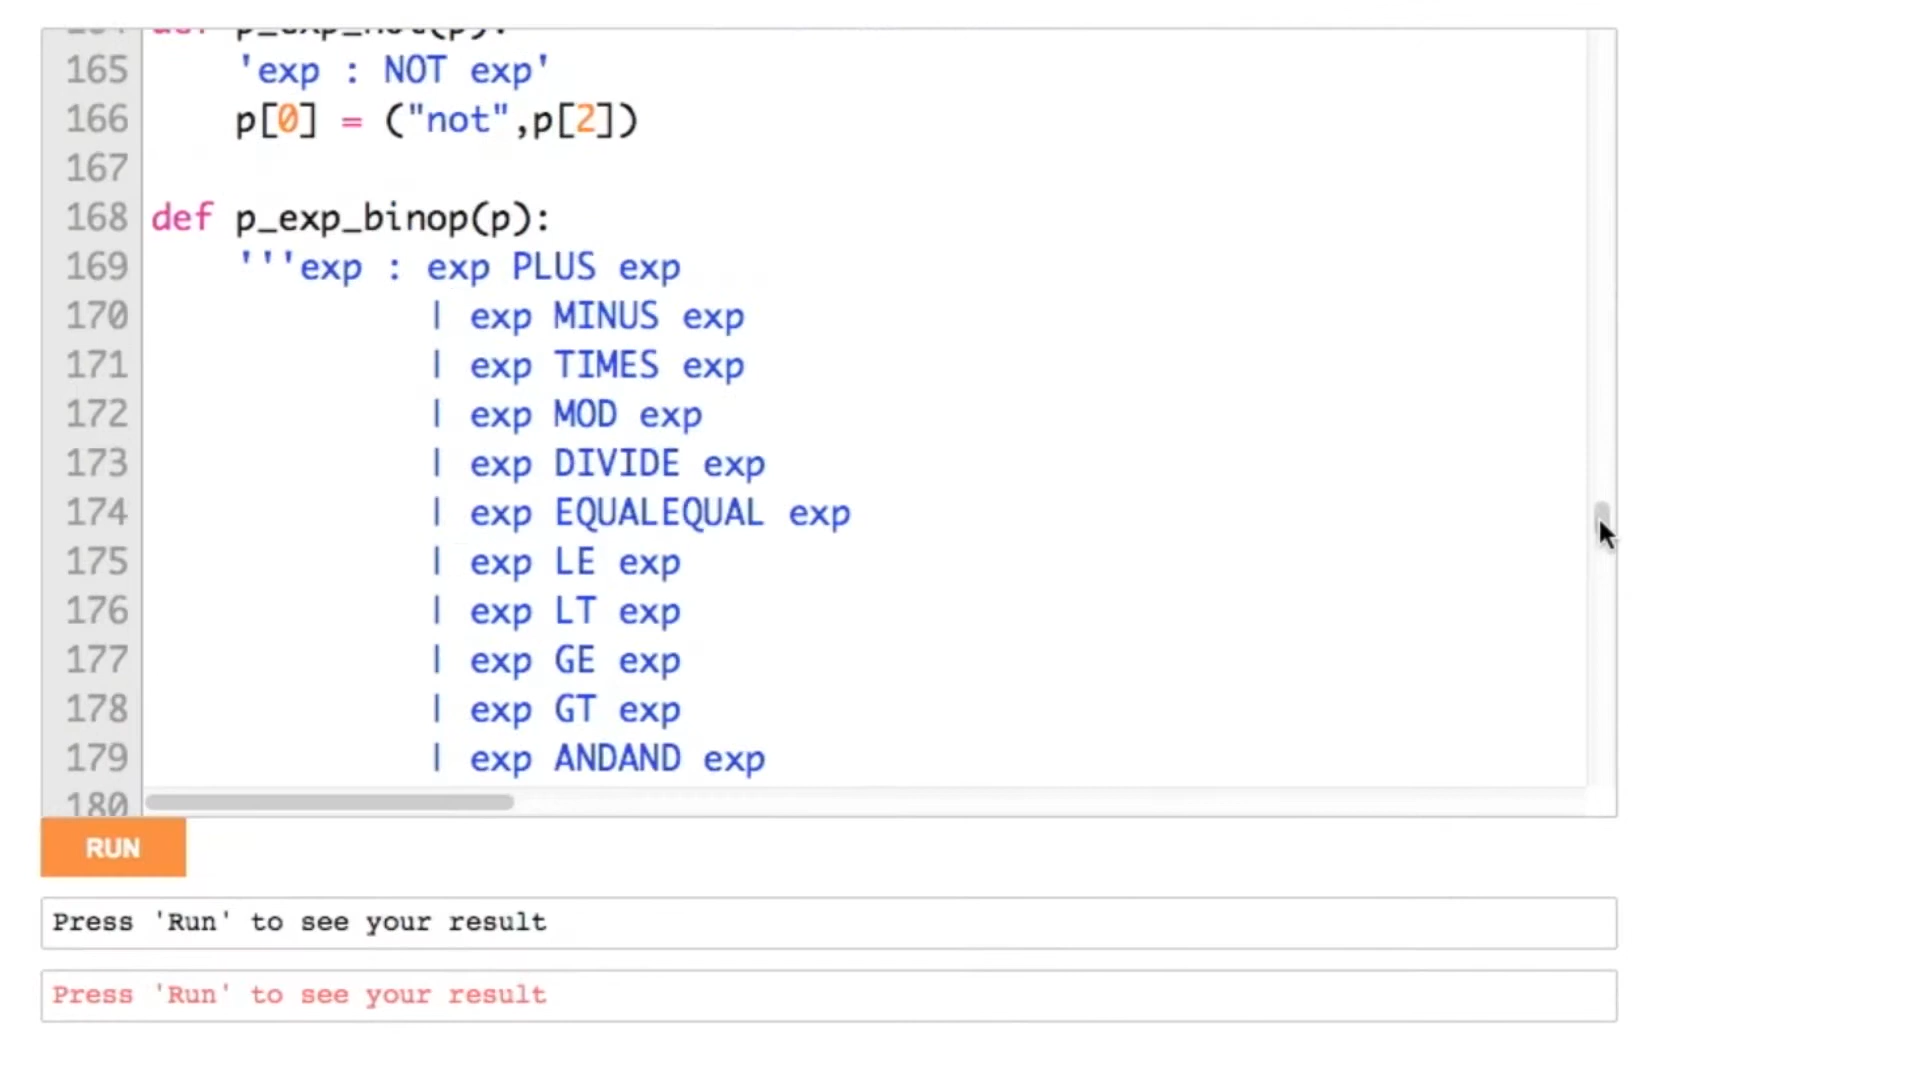 164 def p_exp_not(p):
165 'exp : NOT exp'
166 p[0] = ("not",p[2])
167
168 def p_exp_binop(p):
169 '''exp : exp PLUS exp
170 | exp MINUS exp
171 | exp TIMES exp
172 | exp MOD exp
173 | exp DIVIDE exp
174 | exp EQUALEQUAL exp
175 | exp LE exp
176 | exp LT exp
177 | exp GE exp
178 | exp GT exp
179 | exp ANDAND exp
180
RUN
Press 'Run' to see your result
Press 'Run' to see your result